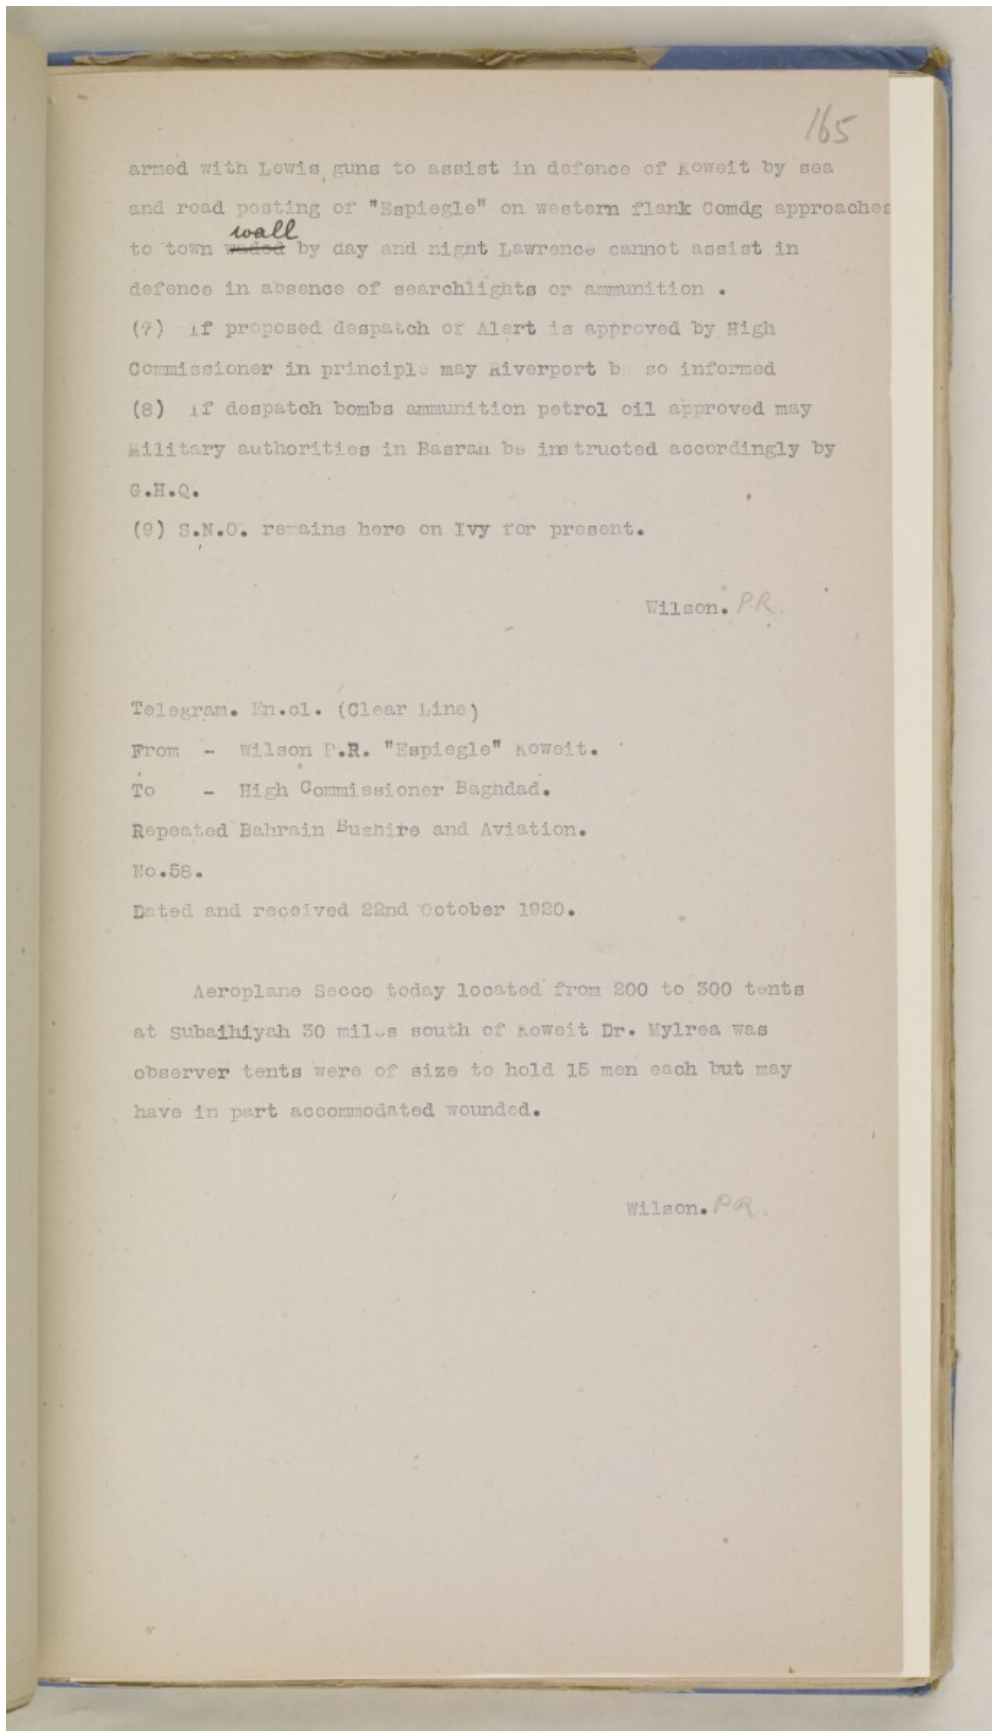 165
armed with Lewis guns to assist in defence of Koweit by sea
and road posting of "Espiegle" on western flank Comdg approaches
wall
to town waded by day and night Lawrence cannot assist in
defence in absence of searchlights or ammunition .
(7) If proposed despatch of Alert is approved by High
Commissioner in principle may Riverport be so informed
(8) If despatch bombs ammunition petrol oil approved may
Military authorities in Basrah be instructed accordingly by
G.H.Q.
(9) S.N.O. remains here on Ivy for present.
Wilson. P.R.
Telegram. En.cl. (Clear Line)
From - Wilson P.R. "Espiegle" Koweit.
To - High Commissioner Baghdad.
Repeated Bahrain Bushire and Aviation.
No.58.
Dated and received 22nd October 1920.
Aeroplane Secco today located from 200 to 300 tents
at Subaihiyah 30 miles south of Koweit Dr. Mylrea was
observer tents were of size to hold 15 men each but may
have in part accommodated wounded.
Wilson. P.R.